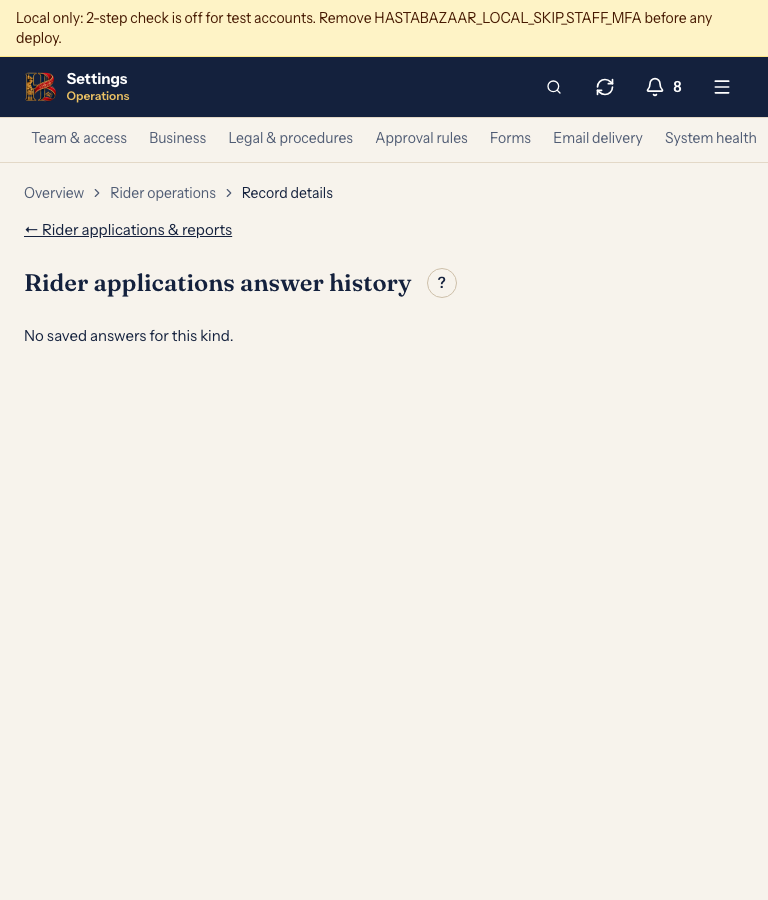 Local only: 2-step check is off for test accounts. Remove HASTABAZAAR_LOCAL_SKIP_STAFF_MFA before any
deploy.
Settings
Operations
8
Team & access
Business
Legal & procedures
Approval rules
Forms
Email delivery
System health
Overview > Rider operations > Record details
← Rider applications & reports
Rider applications answer history ?
No saved answers for this kind.